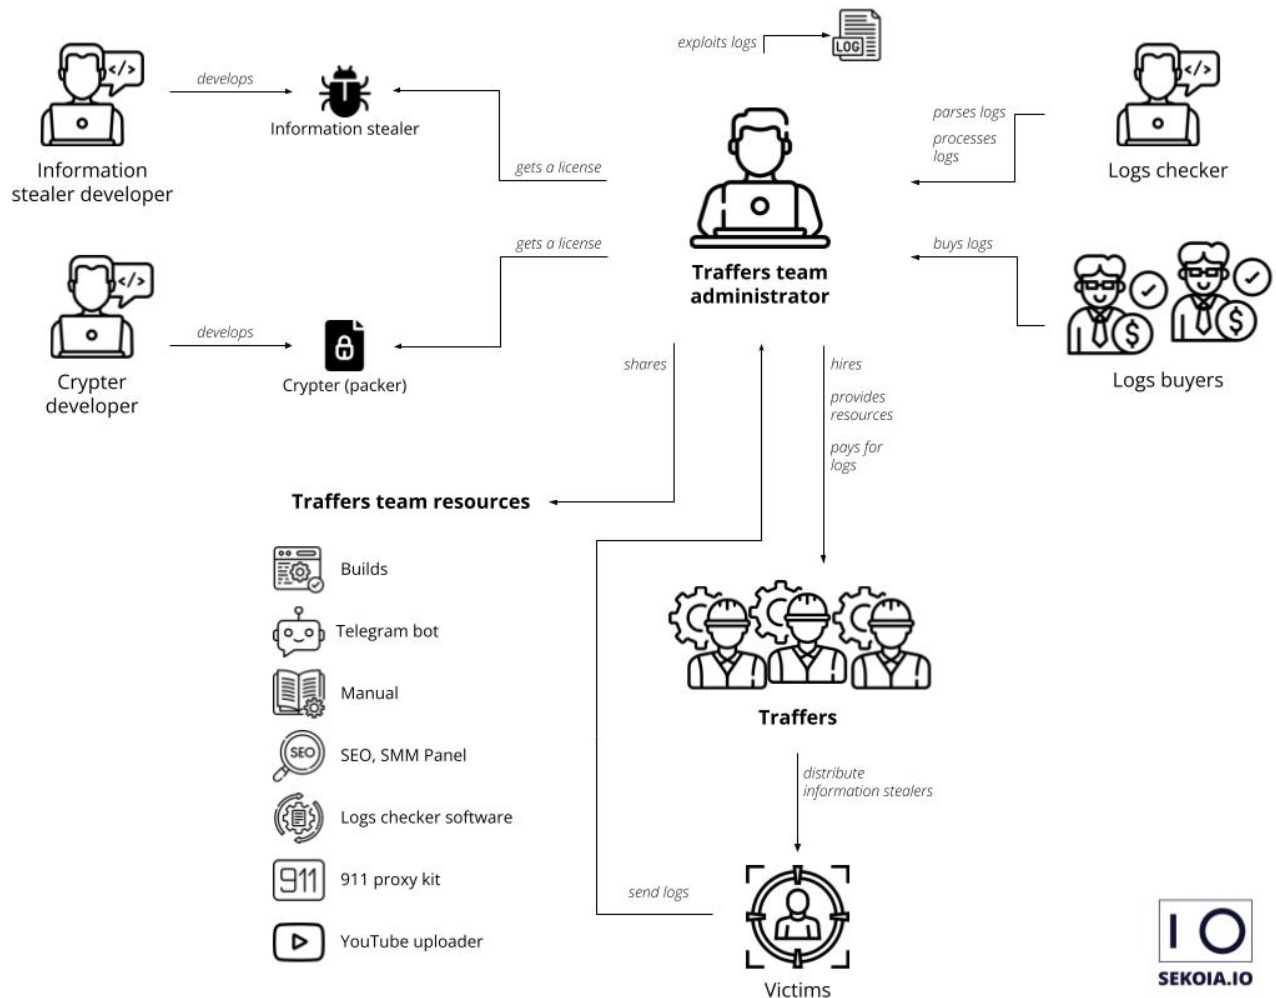 exploits logs
LOG
</>
develops
Information stealer
Information
stealer developer
gets a license
parses logs
processes
logs
</>
Logs checker
gets a license
buys logs
Traffers team
administrator
</>
develops
Crypter (packer)
Crypter
developer
$
$
Logs buyers
shares
hires
provides
resources
pays for
logs
Traffers team resources
Builds
Telegram bot
Manual
SEO
SEO, SMM Panel
Logs checker software
911
911 proxy kit
YouTube uploader
Traffers
distribute
information stealers
send logs
Victims
IO
SEKOIA.IO